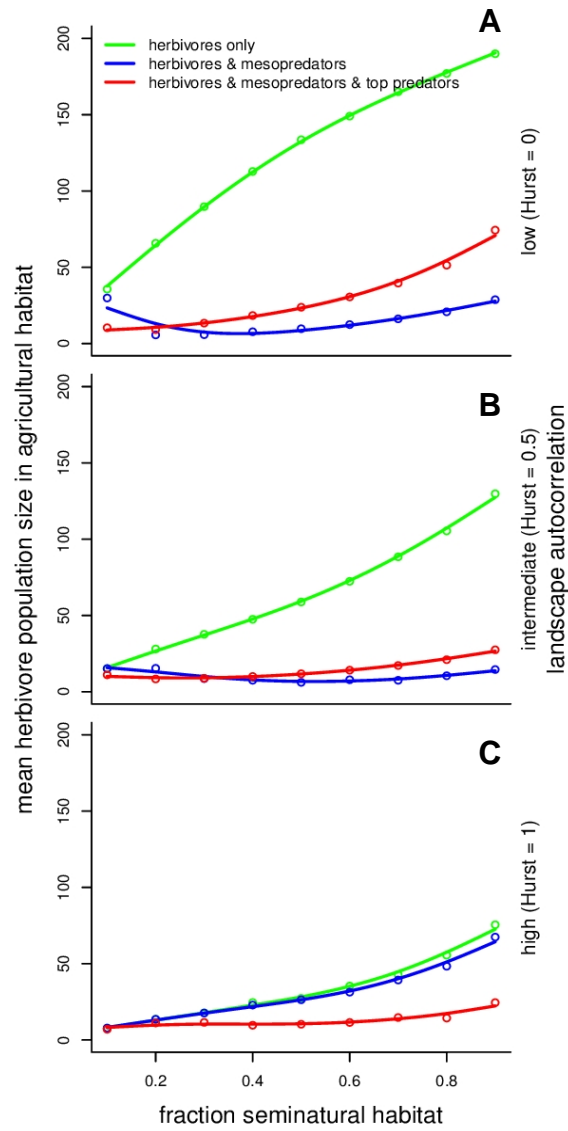 A
herbivores only
herbivores & mesopredators
herbivores & mesopredators & top predators
200
150
100
50
0
low (Hurst = 0)
B
200
150
100
50
0
intermediate (Hurst = 0.5)
C
200
150
100
50
0
high (Hurst = 1)
0.2
0.4
0.6
0.8
mean herbivore population size in agricultural habitat
landscape autocorrelation
fraction seminatural habitat